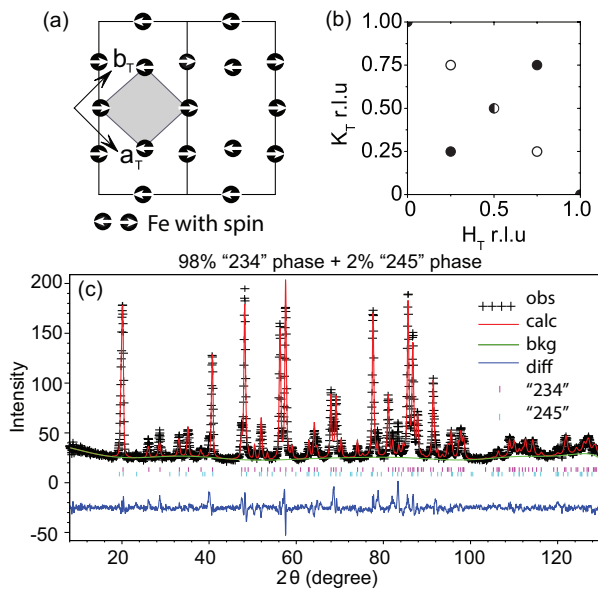 (a)
b_T
a_T
Fe with spin
(b)
K_T r.l.u
1.00
0.75
0.50
0.25
0
0 0.5 1.0
H_T r.l.u
98% “234” phase + 2% “245” phase
(c)
Intensity
200
150
100
50
0
-50
obs
calc
bkg
diff
“234”
“245”
20 40 60 80 100 120
2θ (degree)